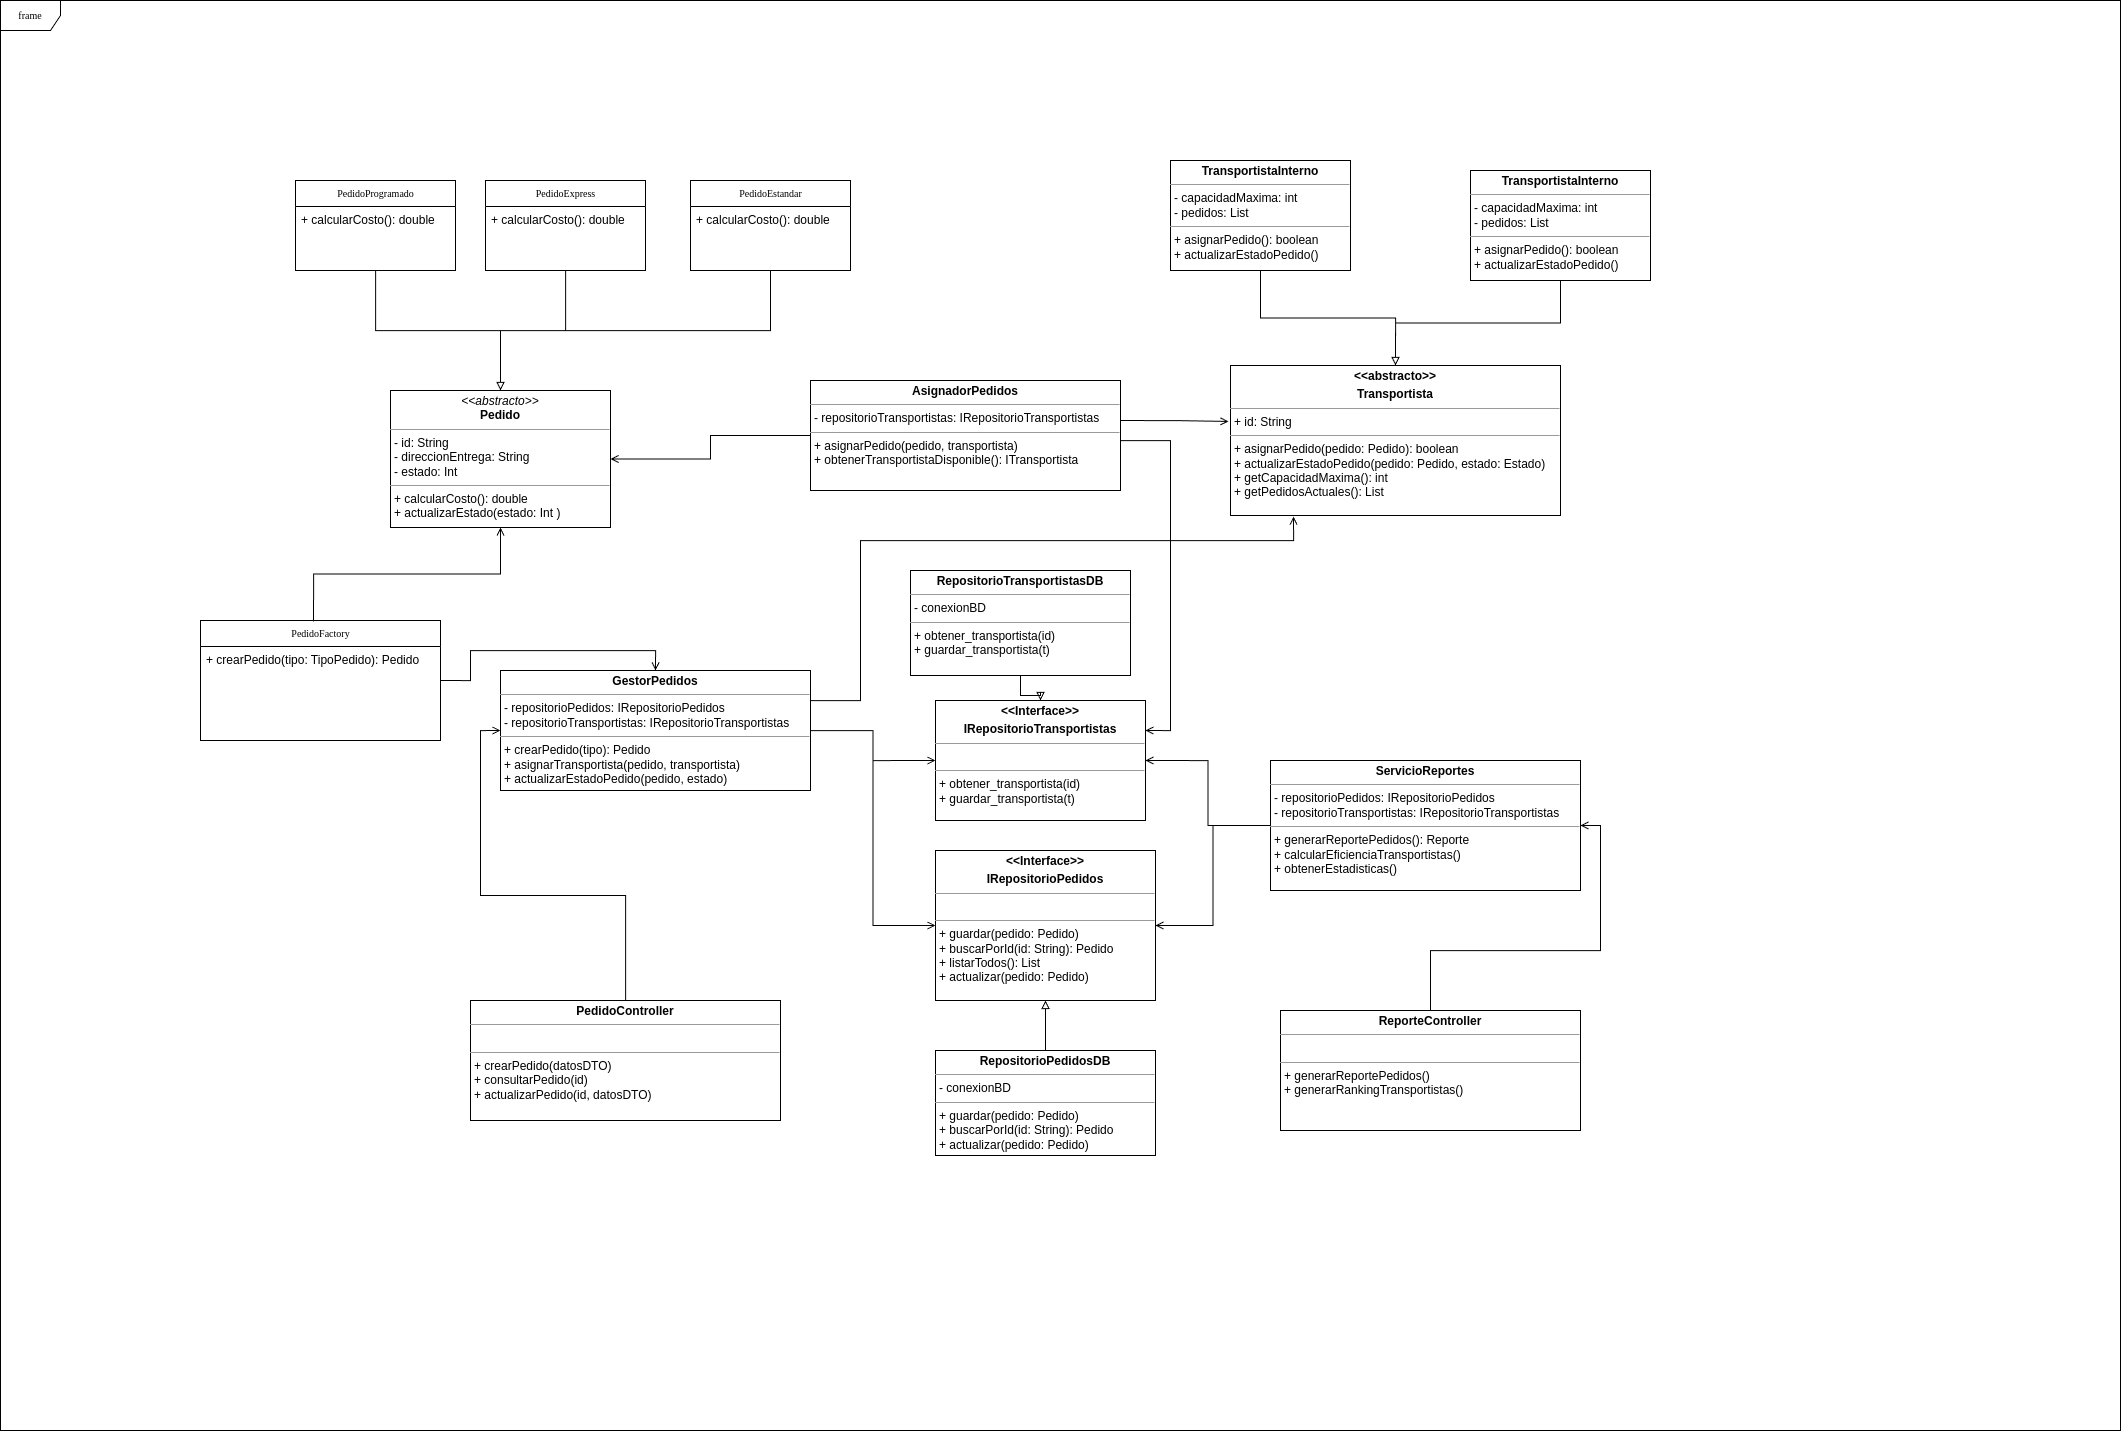 frame
PedidoProgramado
+ calcularCosto(): double
PedidoExpress
+ calcularCosto(): double
PedidoEstandar
+ calcularCosto(): double
TransportistaInterno
- capacidadMaxima: int
- pedidos: List
+ asignarPedido(): boolean
+ actualizarEstadoPedido()
TransportistaInterno
- capacidadMaxima: int
- pedidos: List
+ asignarPedido(): boolean
+ actualizarEstadoPedido()
<<abstracto>>
Pedido
- id: String
- direccionEntrega: String
- estado: Int
+ calcularCosto(): double
+ actualizarEstado(estado: Int )
AsignadorPedidos
- repositorioTransportistas: IRepositorioTransportistas
+ asignarPedido(pedido, transportista)
+ obtenerTransportistaDisponible(): ITransportista
<<abstracto>>
Transportista
+ id: String
+ asignarPedido(pedido: Pedido): boolean
+ actualizarEstadoPedido(pedido: Pedido, estado: Estado)
+ getCapacidadMaxima(): int
+ getPedidosActuales(): List
PedidoFactory
+ crearPedido(tipo: TipoPedido): Pedido
GestorPedidos
- repositorioPedidos: IRepositorioPedidos
- repositorioTransportistas: IRepositorioTransportistas
+ crearPedido(tipo): Pedido
+ asignarTransportista(pedido, transportista)
+ actualizarEstadoPedido(pedido, estado)
RepositorioTransportistasDB
- conexionBD
+ obtener_transportista(id)
+ guardar_transportista(t)
<<Interface>>
IRepositorioTransportistas
+ obtener_transportista(id)
+ guardar_transportista(t)
ServicioReportes
- repositorioPedidos: IRepositorioPedidos
- repositorioTransportistas: IRepositorioTransportistas
+ generarReportePedidos(): Reporte
+ calcularEficienciaTransportistas()
+ obtenerEstadisticas()
<<Interface>>
IRepositorioPedidos
+ guardar(pedido: Pedido)
+ buscarPorId(id: String): Pedido
+ listarTodos(): List
+ actualizar(pedido: Pedido)
PedidoController
+ crearPedido(datosDTO)
+ consultarPedido(id)
+ actualizarPedido(id, datosDTO)
RepositorioPedidosDB
- conexionBD
+ guardar(pedido: Pedido)
+ buscarPorId(id: String): Pedido
+ actualizar(pedido: Pedido)
ReporteController
+ generarReportePedidos()
+ generarRankingTransportistas()